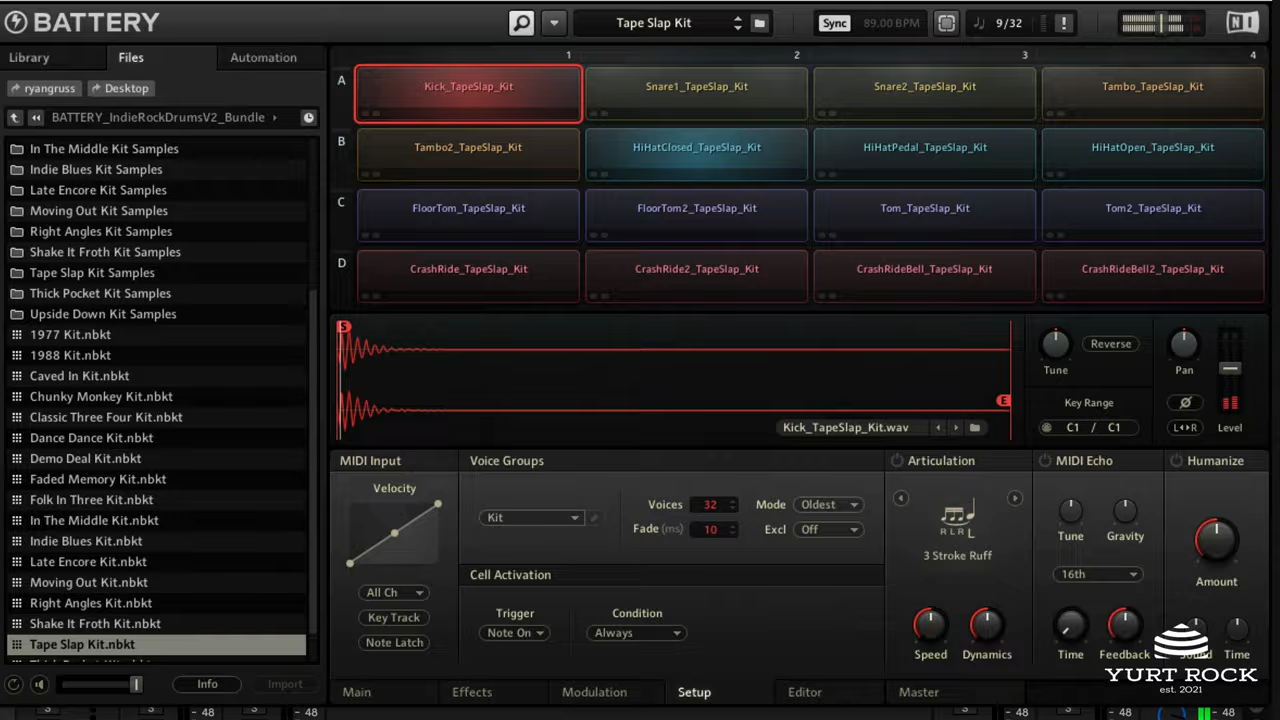 BATTERY
Tape Slap Kit
Sync
89.00 BPM
9/32
!
Library
Files
Automation
ryangruss
Desktop
BATTERY_IndieRockDrumsV2_Bundle
In The Middle Kit Samples
Indie Blues Kit Samples
Late Encore Kit Samples
Moving Out Kit Samples
Right Angles Kit Samples
Shake It Froth Kit Samples
Tape Slap Kit Samples
Thick Pocket Kit Samples
Upside Down Kit Samples
1977 Kit.nbkt
1988 Kit.nbkt
Caved In Kit.nbkt
Chunky Monkey Kit.nbkt
Classic Three Four Kit.nbkt
Dance Dance Kit.nbkt
Demo Deal Kit.nbkt
Faded Memory Kit.nbkt
Folk In Three Kit.nbkt
In The Middle Kit.nbkt
Indie Blues Kit.nbkt
Late Encore Kit.nbkt
Moving Out Kit.nbkt
Right Angles Kit.nbkt
Shake It Froth Kit.nbkt
Tape Slap Kit.nbkt
Info
Import
1 2 3 4
A
Kick_TapeSlap_Kit
Snare1_TapeSlap_Kit
Snare2_TapeSlap_Kit
Tambo_TapeSlap_Kit
B
Tambo2_TapeSlap_Kit
HiHatClosed_TapeSlap_Kit
HiHatPedal_TapeSlap_Kit
HiHatOpen_TapeSlap_Kit
C
FloorTom_TapeSlap_Kit
FloorTom2_TapeSlap_Kit
Tom_TapeSlap_Kit
Tom2_TapeSlap_Kit
D
CrashRide_TapeSlap_Kit
CrashRide2_TapeSlap_Kit
CrashRideBell_TapeSlap_Kit
CrashRideBell2_TapeSlap_Kit
S
E
Kick_TapeSlap_Kit.wav
Tune
Reverse
Key Range
C1 / C1
Pan
L◂▸R
Level
MIDI Input
Velocity
All Ch
Key Track
Note Latch
Voice Groups
Kit
Voices 32
Fade (ms) 10
Mode Oldest
Excl Off
Cell Activation
Trigger
Note On
Condition
Always
Articulation
R L R L
3 Stroke Ruff
Speed
Dynamics
MIDI Echo
Tune
Gravity
16th
Time
Feedback
Humanize
Amount
Time
Main
Effects
Modulation
Setup
Editor
Master
YURT ROCK
est. 2021
S -48 S -48 S -48 S -48